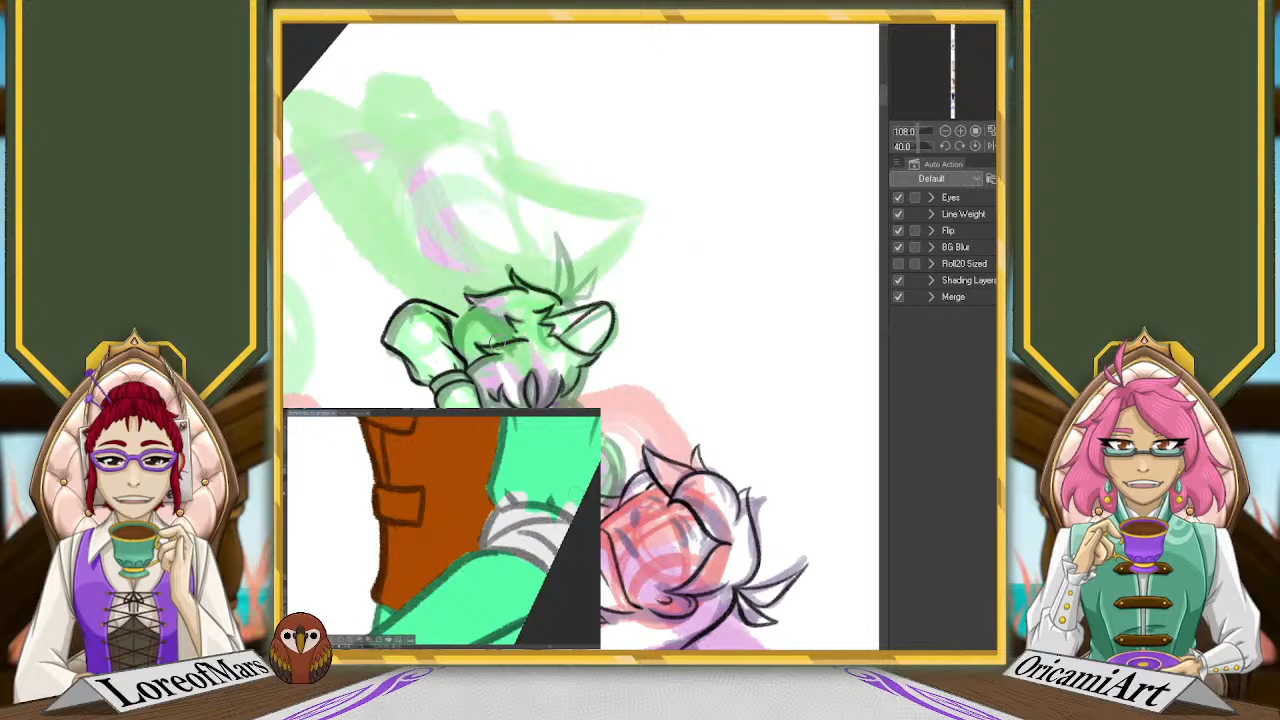 108.0
40.0
Auto Action
Default
Eyes
Line Weight
Flip
BG Blur
Roll20 Sized
Shading Layers
Merge
LoreofMars
OricamiArt